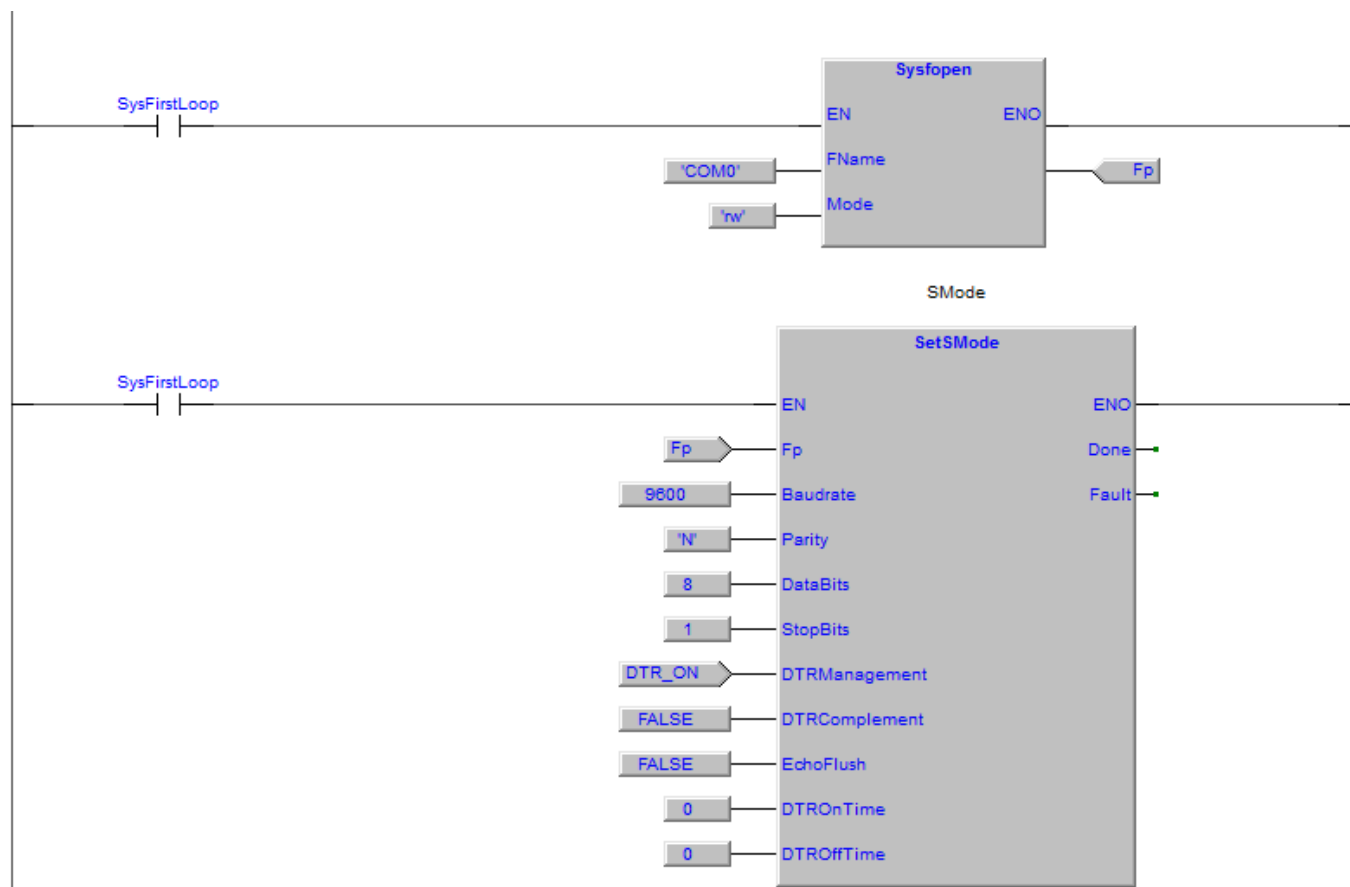 Sysfopen
SysFirstLoop
EN ENO
'COM0' FName Fp
'rw' Mode
SMode
SetSMode
SysFirstLoop
EN ENO
Fp Fp Done
9600 Baudrate Fault
'N' Parity
8 DataBits
1 StopBits
DTR_ON DTRManagement
FALSE DTRComplement
FALSE EchoFlush
0 DTROnTime
0 DTROffTime